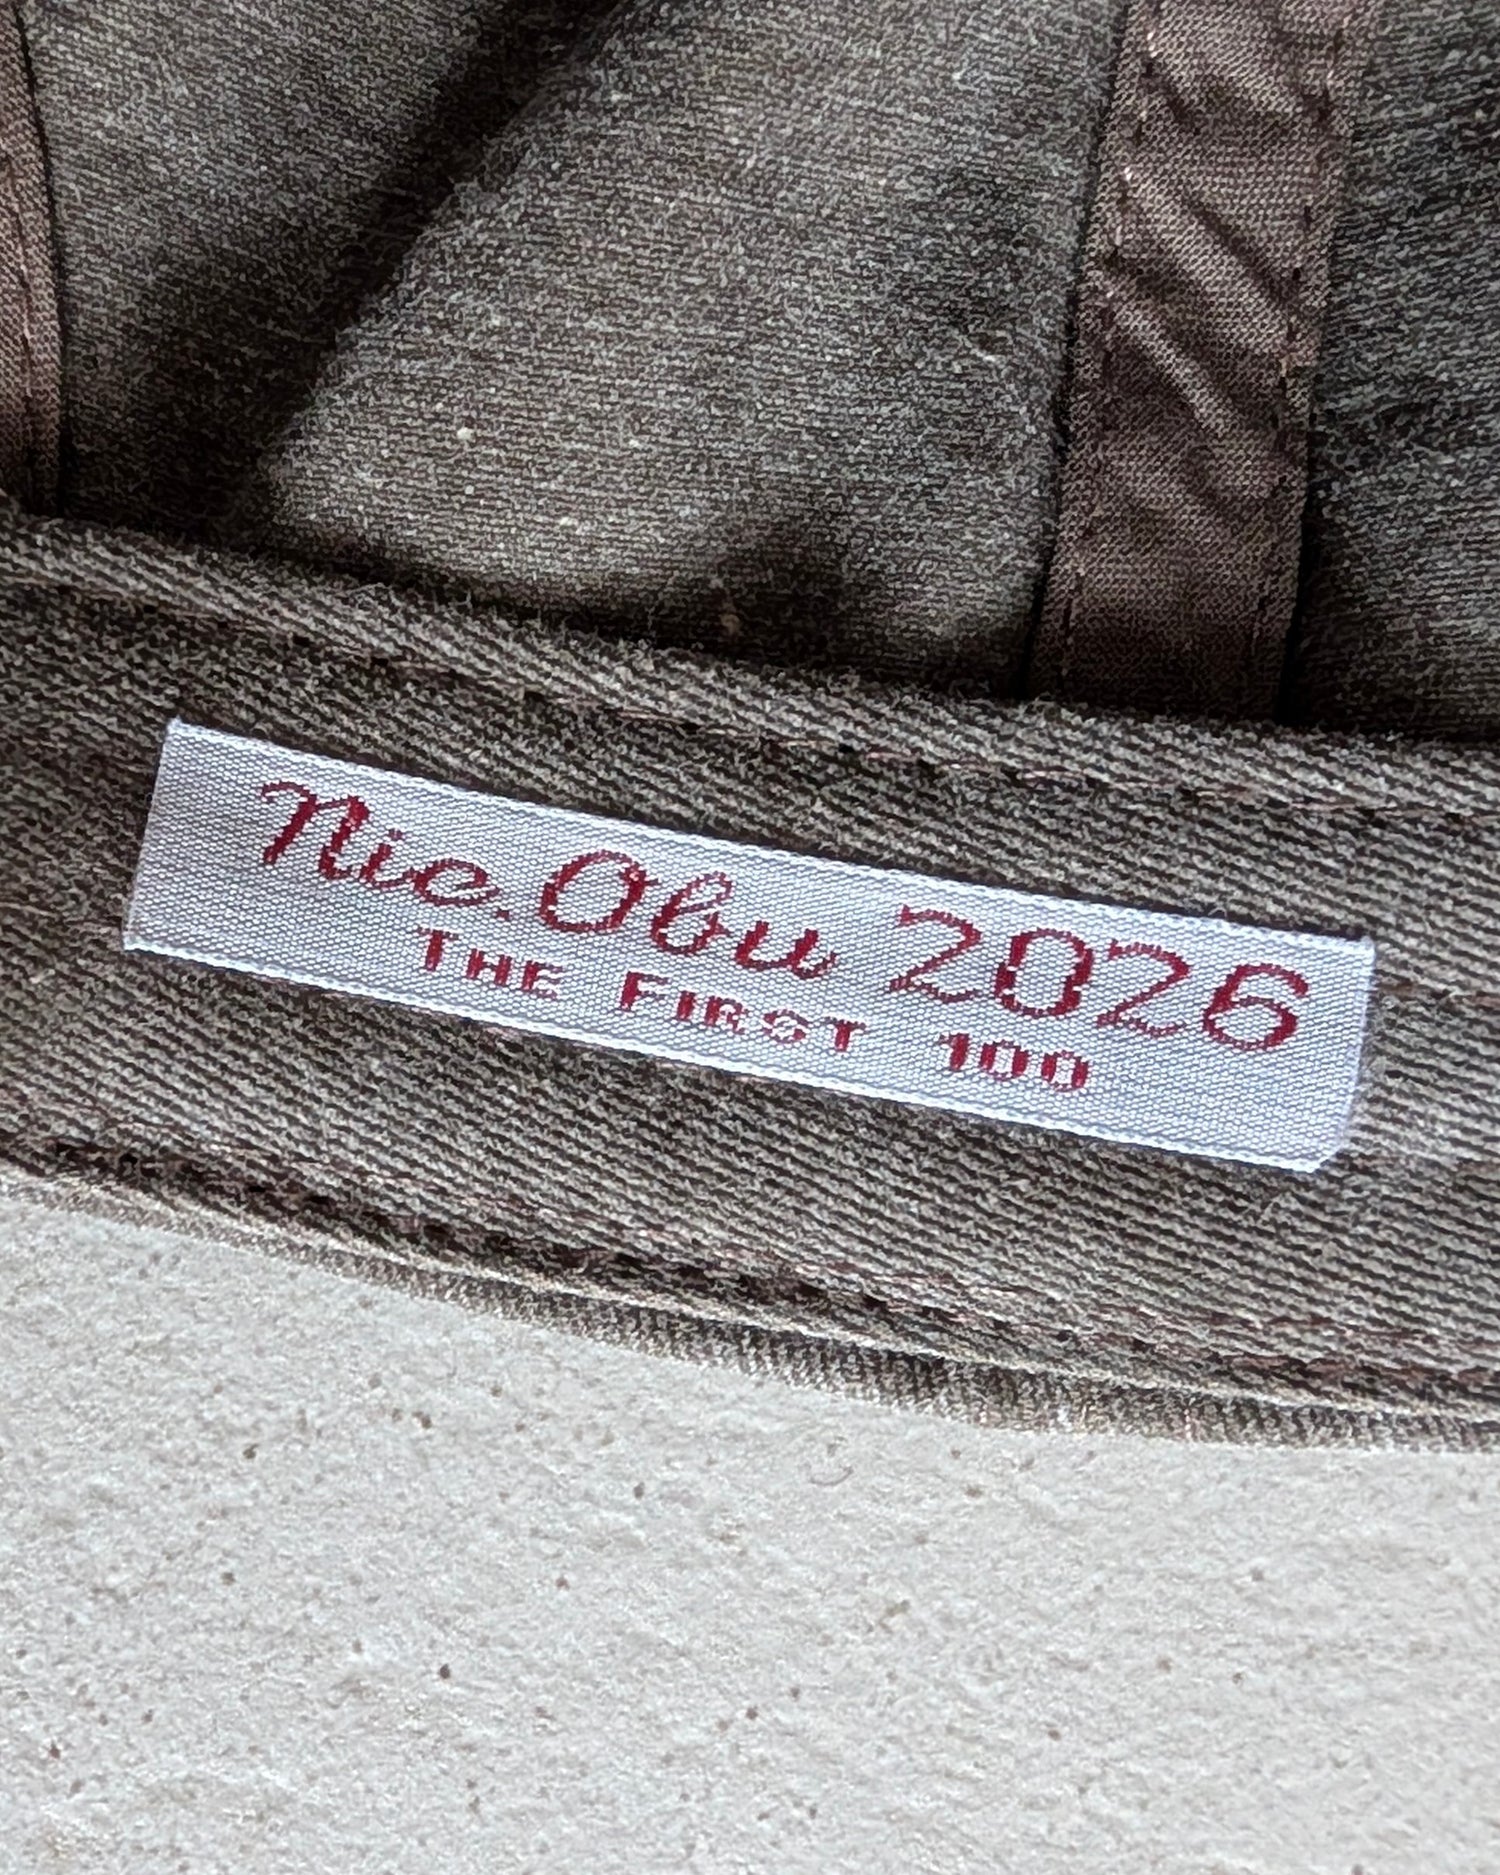 Nic.Obu 2026
THE FIRST 100